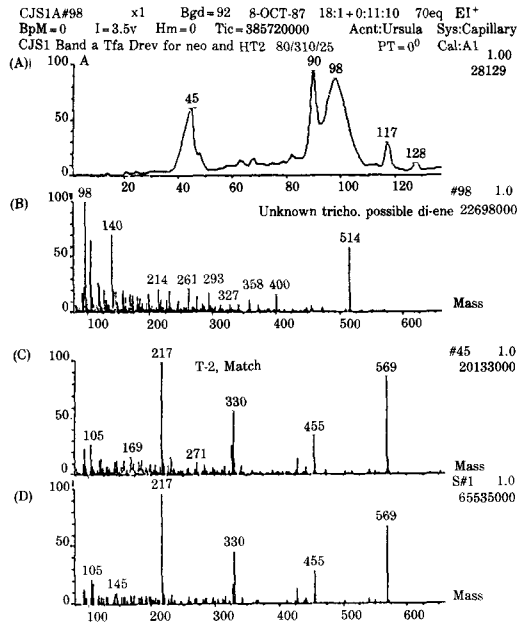 CJS1A#98 x1 Bgd=92 8-OCT-87 18:1+0:11:10 70eq EI+
BpM=0 I=3.5v Hm=0 Tic=385720000 Acnt:Ursula Sys:Capillary
CJS1 Band a Tfa Drev for neo and HT2 80/310/25 PT=0⁰ Cal:A1
(A) A 1.00
28129
100
50
0
45
90
98
117
128
20 40 60 80 100 120
(B) #98 1.0
Unknown tricho. possible di-ene 22698000
100
50
0
98
140
214
261
293
327
358
400
514
100 200 300 400 500 600 Mass
(C) #45 1.0
T-2, Match 20133000
100
50
0
105
169
217
271
330
455
569
Mass
(D) S#1 1.0
65535000
100
50
0
105
145
217
330
455
569
Mass
100 200 300 400 500 600